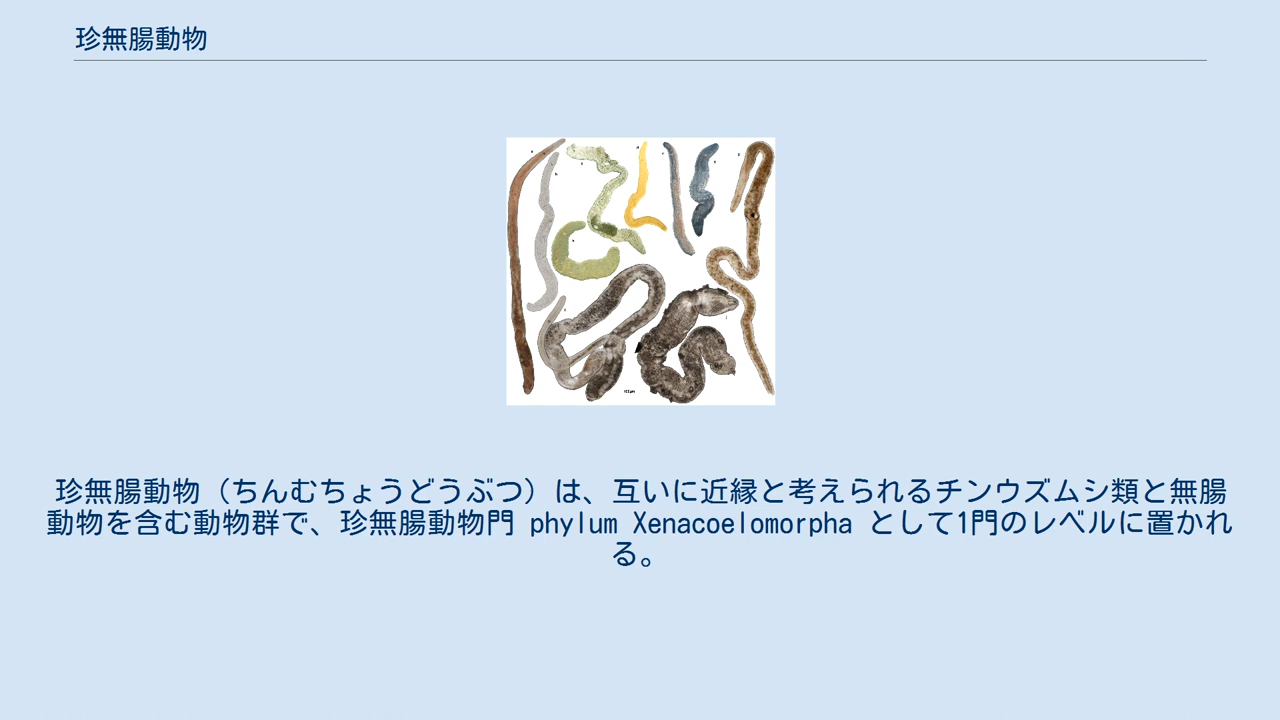 珍無腸動物
珍無腸動物（ちんむちょうどうぶつ）は、互いに近縁と考えられるチンウズムシ類と無腸
動物を含む動物群で、珍無腸動物門 phylum Xenacoelomorpha として1門のレベルに置かれ
る。